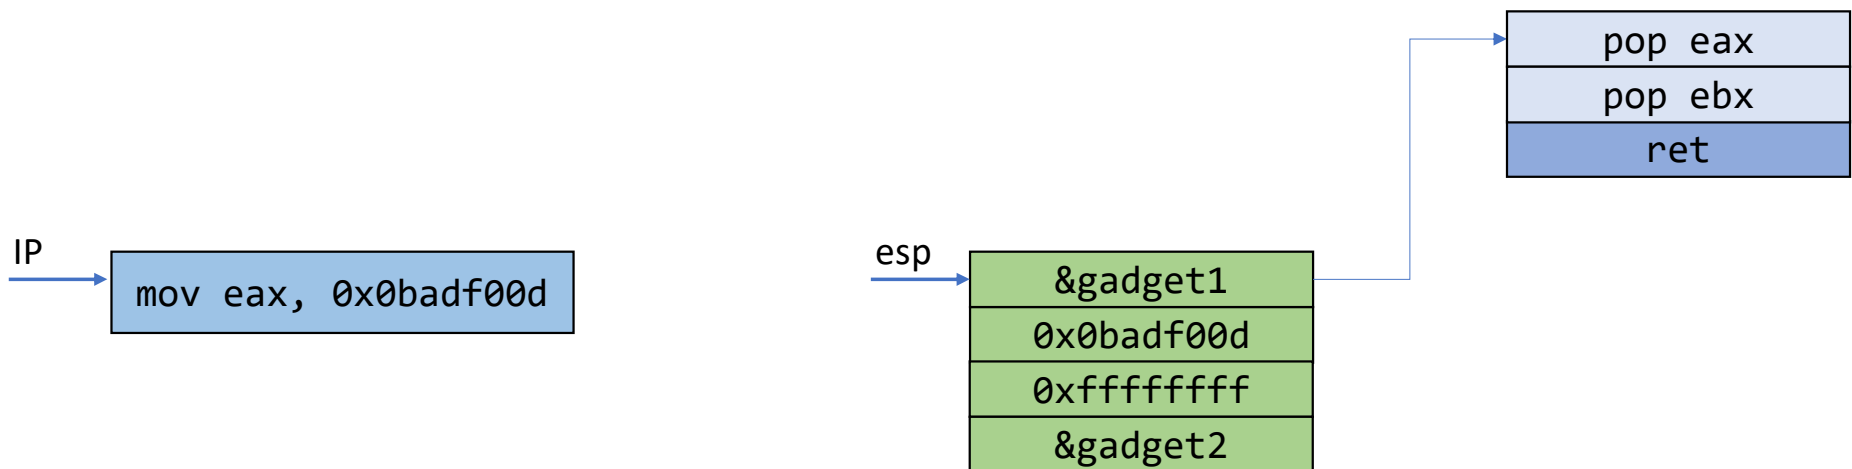 pop eax
pop ebx
ret
IP
mov eax, 0x0badf00d
esp
&gadget1
0x0badf00d
0xffffffff
&gadget2